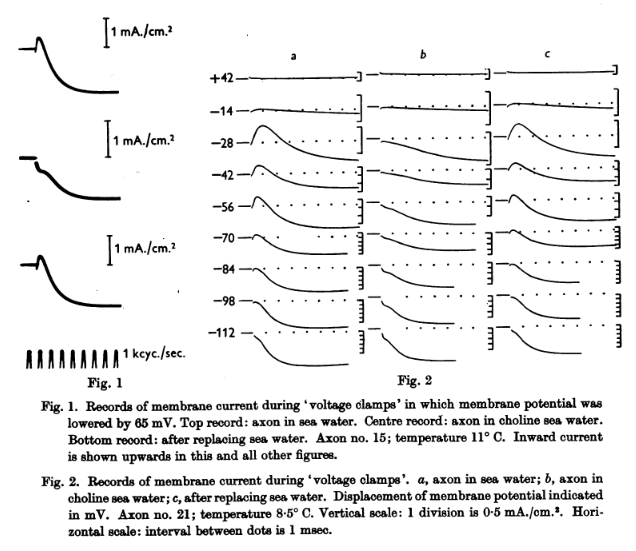 1 mA./cm.²
1 mA./cm.²
1 mA./cm.²
1 kcyc./sec.
Fig. 1
a b c
+42
−14
−28
−42
−56
−70
−84
−98
−112
Fig. 2
Fig. 1. Records of membrane current during ‘voltage clamps’ in which membrane potential was
lowered by 65 mV. Top record: axon in sea water. Centre record: axon in choline sea water.
Bottom record: after replacing sea water. Axon no. 15; temperature 11° C. Inward current
is shown upwards in this and all other figures.
Fig. 2. Records of membrane current during ‘voltage clamps’. a, axon in sea water; b, axon in
choline sea water; c, after replacing sea water. Displacement of membrane potential indicated
in mV. Axon no. 21; temperature 8·5° C. Vertical scale: 1 division is 0·5 mA./cm.². Hori-
zontal scale: interval between dots is 1 msec.